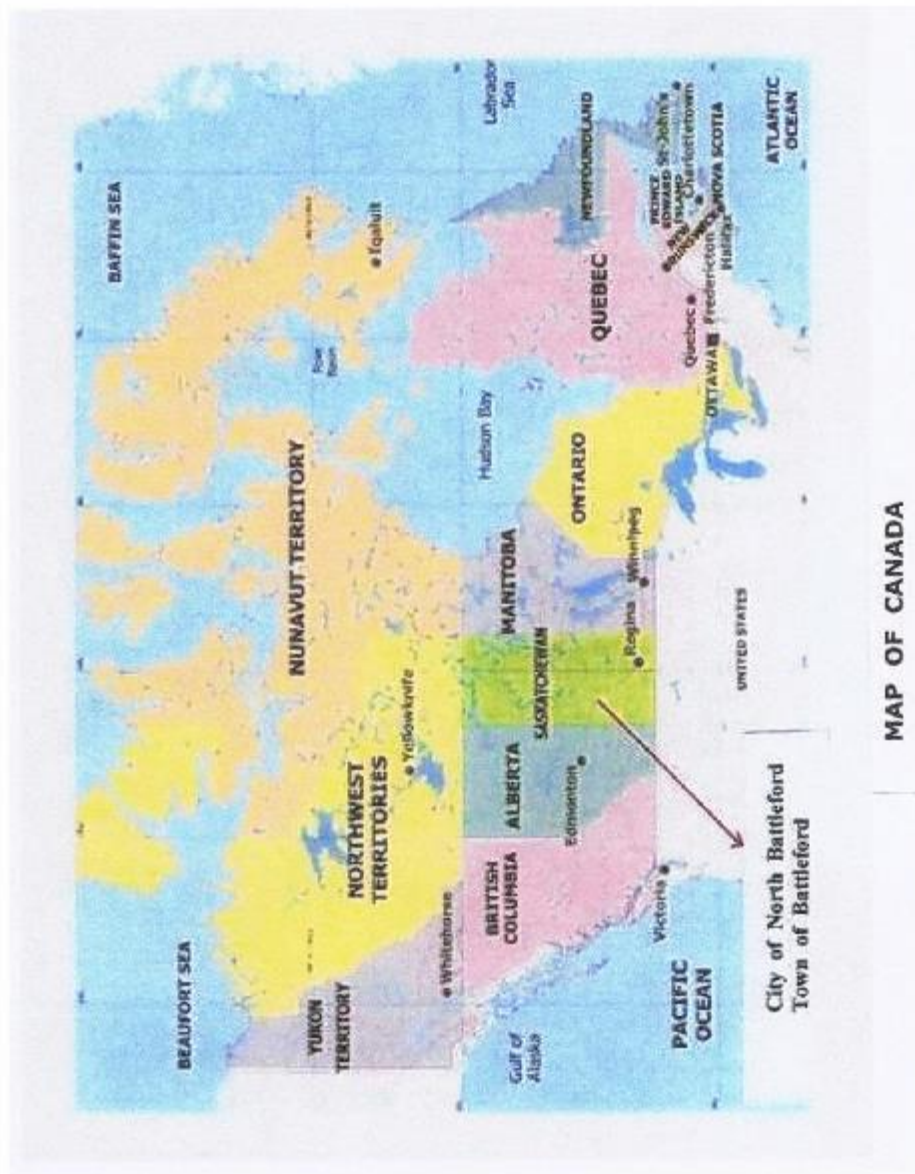 BEAUFORT SEA
BAFFIN SEA
NUNAVUT TERRITORY
YUKON
TERRITORY
NORTHWEST
TERRITORIES
Yellowknife
Iqaluit
Whitehorse
Gulf of
Alaska
BRITISH
COLUMBIA
ALBERTA
Edmonton
SASKATCHEWAN
MANITOBA
Hudson Bay
Labrador
Sea
ONTARIO
QUEBEC
NEWFOUNDLAND
PRINCE
EDWARD
ISLAND
St-John's
Charlottetown
NOVA SCOTIA
NEW
BRUNSWICK
Fredericton
Halifax
Quebec
OTTAWA
Regina
Winnipeg
Victoria
PACIFIC
OCEAN
UNITED STATES
ATLANTIC
OCEAN
City of North Battleford
Town of Battleford
MAP OF CANADA